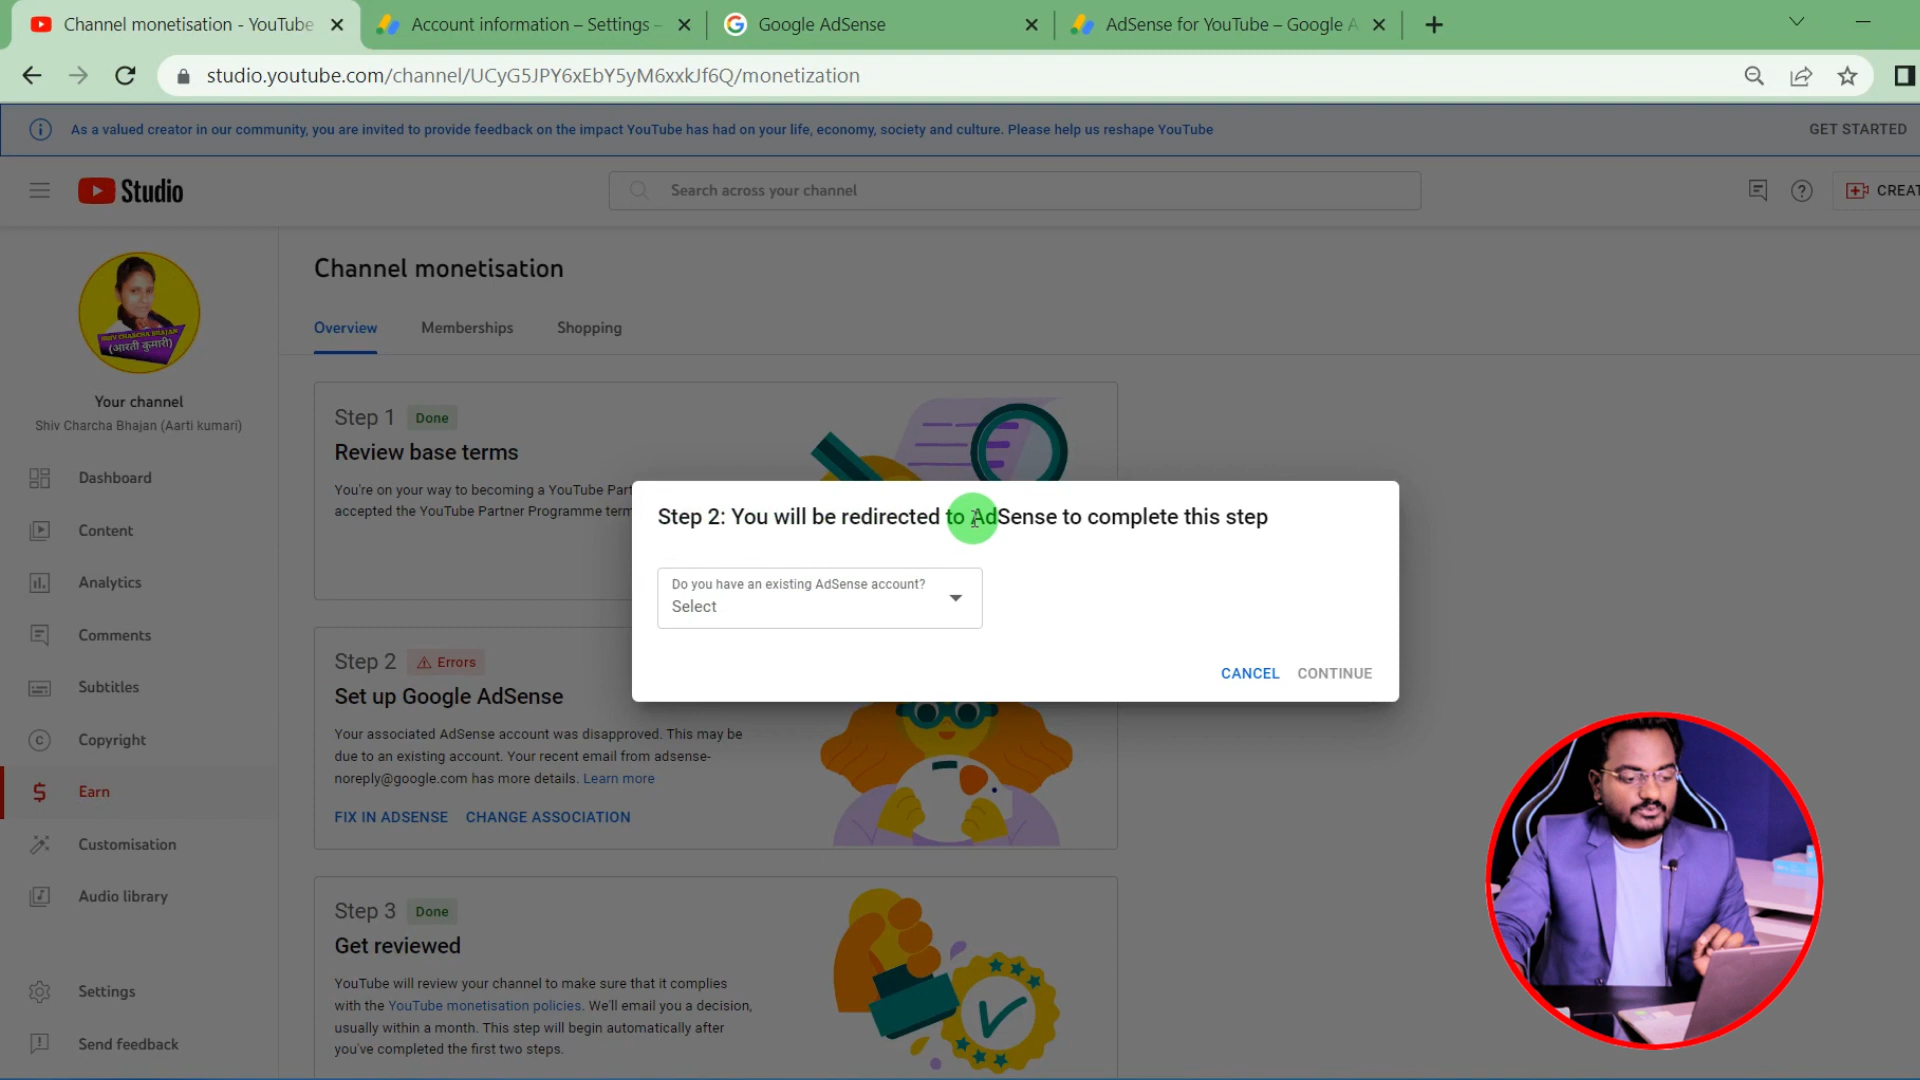 Channel monetisation - YouTube
Account information – Settings –
Google AdSense
AdSense for YouTube – Google A
studio.youtube.com/channel/UCyG5JPY6xEbY5yM6xxkJf6Q/monetization
As a valued creator in our community, you are invited to provide feedback on the impact YouTube has had on your life, economy, society and culture. Please help us reshape YouTube
GET STARTED
Studio
Search across your channel
CREAT
SHIV CHARCHA BHAJAN
(आरती कुमारी)
Your channel
Shiv Charcha Bhajan (Aarti kumari)
Dashboard
Content
Analytics
Comments
Subtitles
Copyright
Earn
Customisation
Audio library
Settings
Send feedback
Channel monetisation
Overview
Memberships
Shopping
Step 1
Done
Review base terms
You're on your way to becoming a YouTube Part
accepted the YouTube Partner Programme term
Step 2: You will be redirected to AdSense to complete this step
Do you have an existing AdSense account?
Select
CANCEL
CONTINUE
Step 2
Errors
Set up Google AdSense
Your associated AdSense account was disapproved. This may be
due to an existing account. Your recent email from adsense-
noreply@google.com has more details. Learn more
FIX IN ADSENSE
CHANGE ASSOCIATION
Step 3
Done
Get reviewed
YouTube will review your channel to make sure that it complies
with the YouTube monetisation policies. We'll email you a decision,
usually within a month. This step will begin automatically after
you've completed the first two steps.